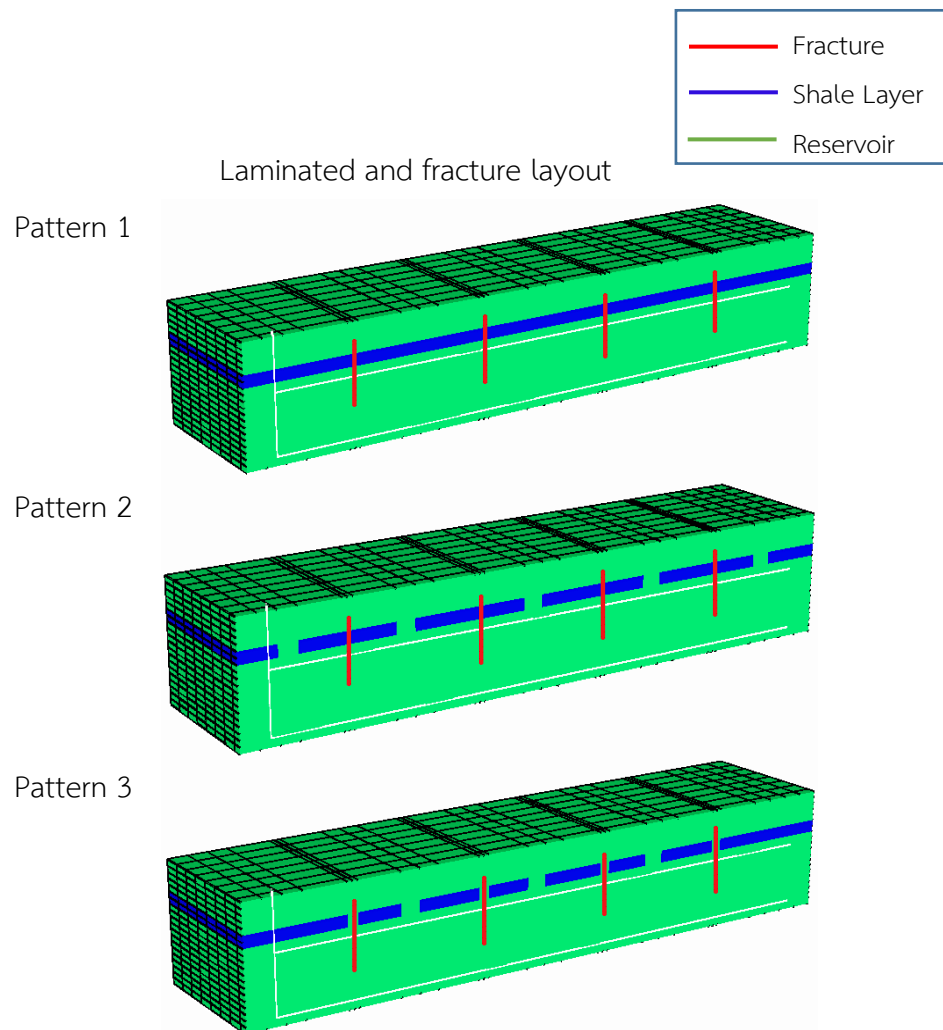 Fracture
Shale Layer
Reservoir
Laminated and fracture layout
Pattern 1
Pattern 2
Pattern 3